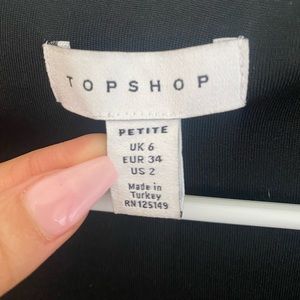 TOPSHOP
PETITE
UK 6
EUR 34
US 2
Made in
Turkey
RN 125149